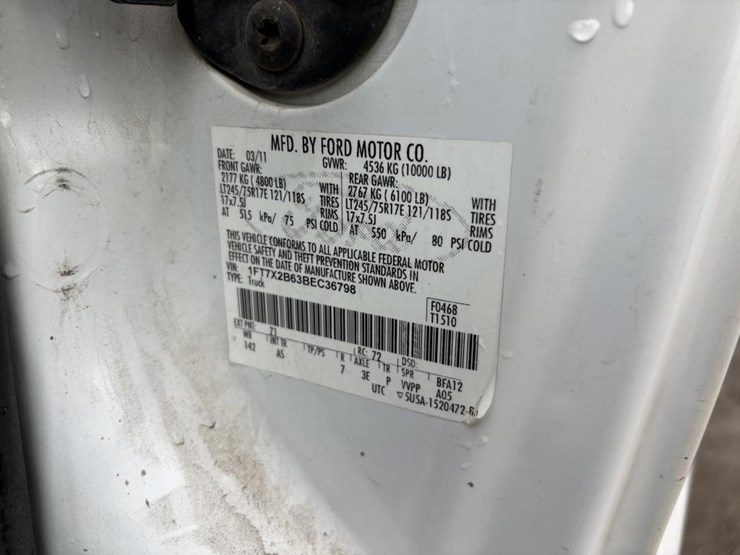 MFD. BY FORD MOTOR CO.
DATE: 03/11 GVWR: 4536 KG (10000 LB)
FRONT GAWR: REAR GAWR:
2177 KG (4800 LB) WITH 2767 KG (6100 LB) WITH
LT245/75R17E 121/118S TIRES LT245/75R17E 121/118S TIRES
17x7.5J RIMS 17x7.5J RIMS
AT 515 kPa/ 75 PSI COLD AT 550 kPa/ 80 PSI COLD
THIS VEHICLE CONFORMS TO ALL APPLICABLE FEDERAL MOTOR
VEHICLE SAFETY AND THEFT PREVENTION STANDARDS IN
EFFECT ON THE DATE OF MANUFACTURE SHOWN ABOVE.
VIN: 1FT7X2B63BEC36798
TYPE: Truck
F0468
T1510
EXT PNT: Z1 RC: 72 DSO:
WB INT TR TP/PS R AXLE TR SPR BFA12
142 AS 7 3E P VVPP A05
UTC ▽5U5A-1520472-